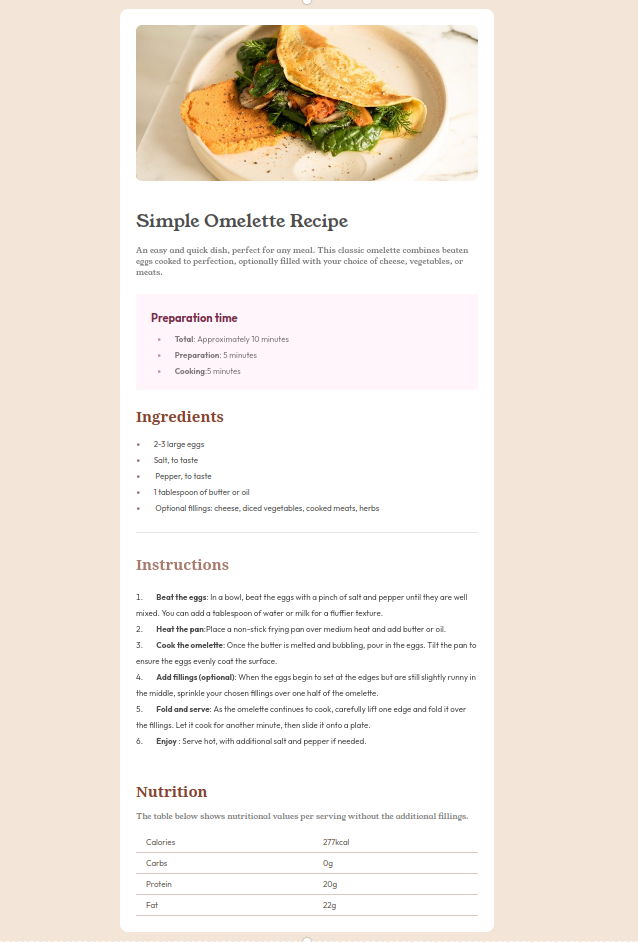 Simple Omelette Recipe
An easy and quick dish, perfect for any meal. This classic omelette combines beaten
eggs cooked to perfection, optionally filled with your choice of cheese, vegetables, or
meats.
Preparation time
• Total: Approximately 10 minutes
• Preparation: 5 minutes
• Cooking:5 minutes
Ingredients
• 2-3 large eggs
• Salt, to taste
• Pepper, to taste
• 1 tablespoon of butter or oil
• Optional fillings: cheese, diced vegetables, cooked meats, herbs
Instructions
1. Beat the eggs: In a bowl, beat the eggs with a pinch of salt and pepper until they are well
mixed. You can add a tablespoon of water or milk for a fluffier texture.
2. Heat the pan:Place a non-stick frying pan over medium heat and add butter or oil.
3. Cook the omelette: Once the butter is melted and bubbling, pour in the eggs. Tilt the pan to
ensure the eggs evenly coat the surface.
4. Add fillings (optional): When the eggs begin to set at the edges but are still slightly runny in
the middle, sprinkle your chosen fillings over one half of the omelette.
5. Fold and serve: As the omelette continues to cook, carefully lift one edge and fold it over
the fillings. Let it cook for another minute, then slide it onto a plate.
6. Enjoy : Serve hot, with additional salt and pepper if needed.
Nutrition
The table below shows nutritional values per serving without the additional fillings.
Calories 277kcal
Carbs 0g
Protein 20g
Fat 22g